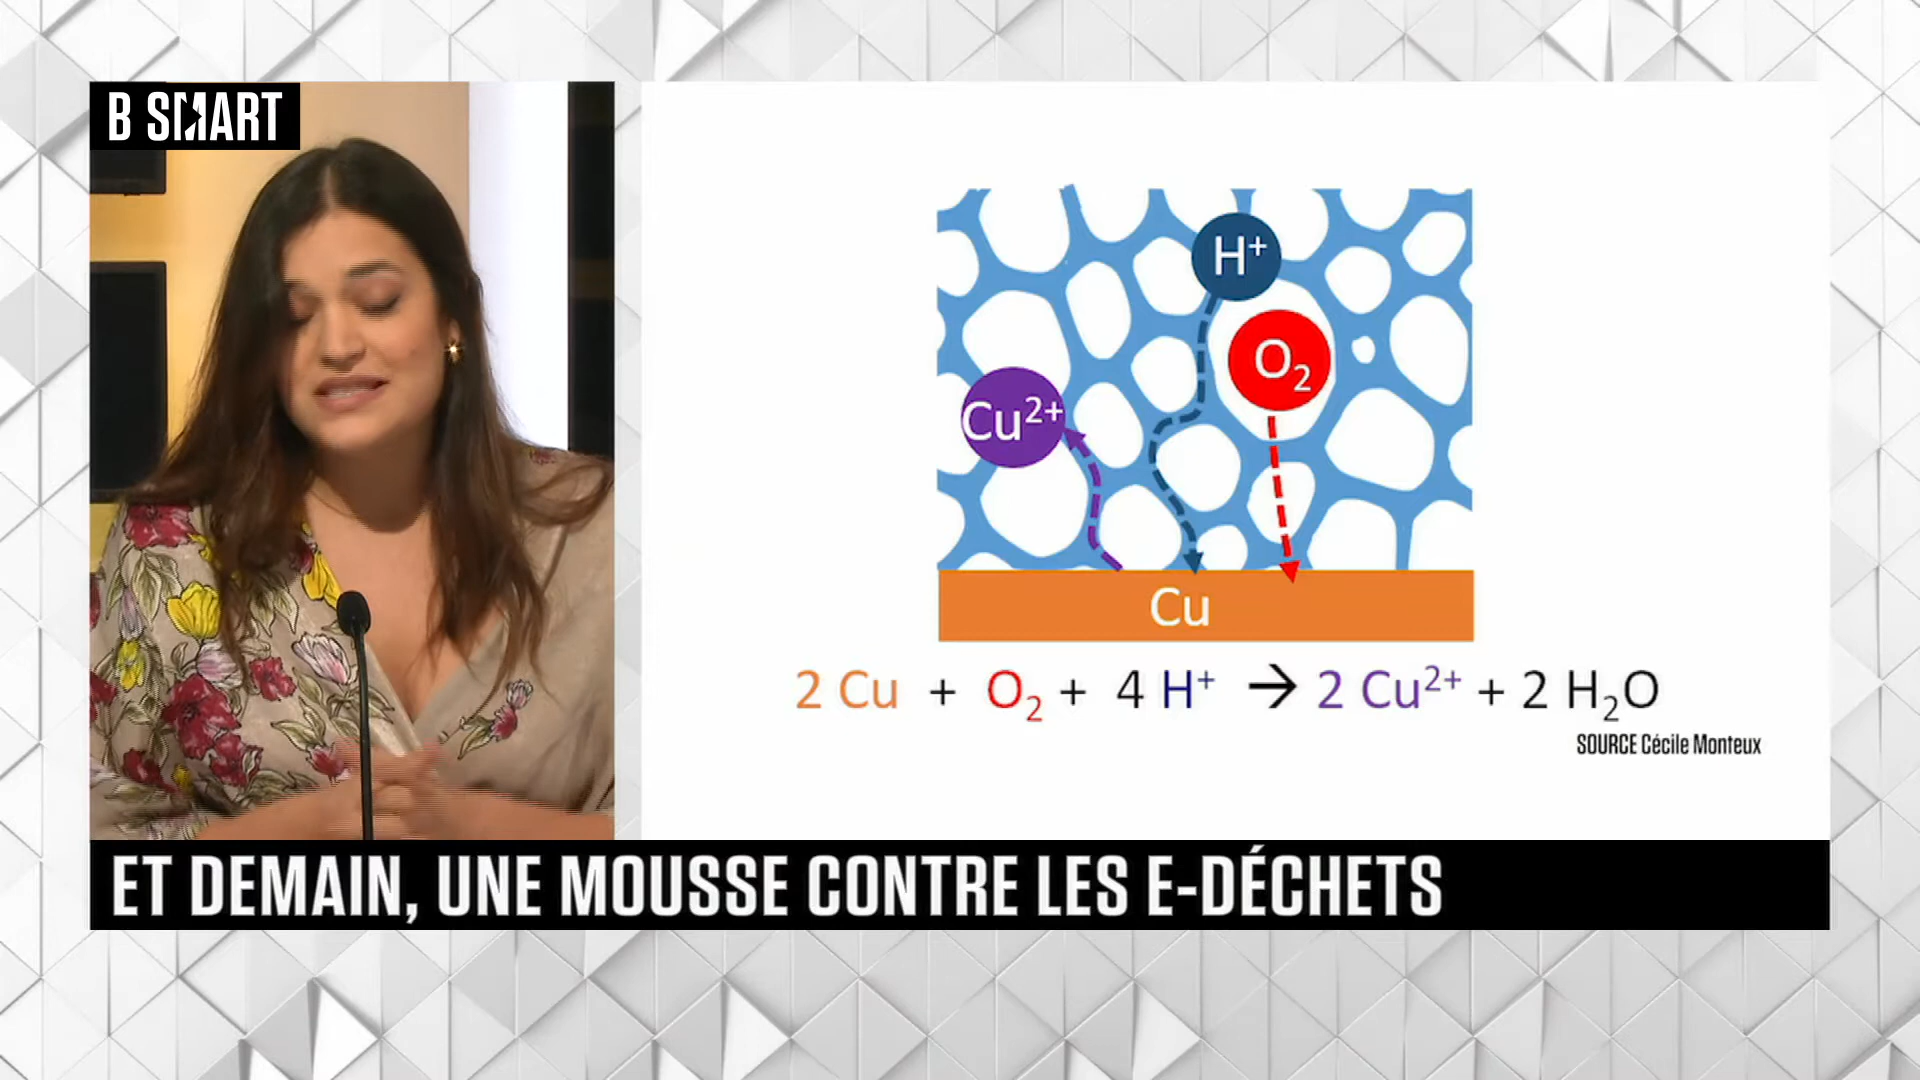 B SMART
H⁺
O₂
Cu²⁺
Cu
2 Cu + O₂ + 4 H⁺ → 2 Cu²⁺ + 2 H₂O
SOURCE Cécile Monteux
ET DEMAIN, UNE MOUSSE CONTRE LES E-DÉCHETS